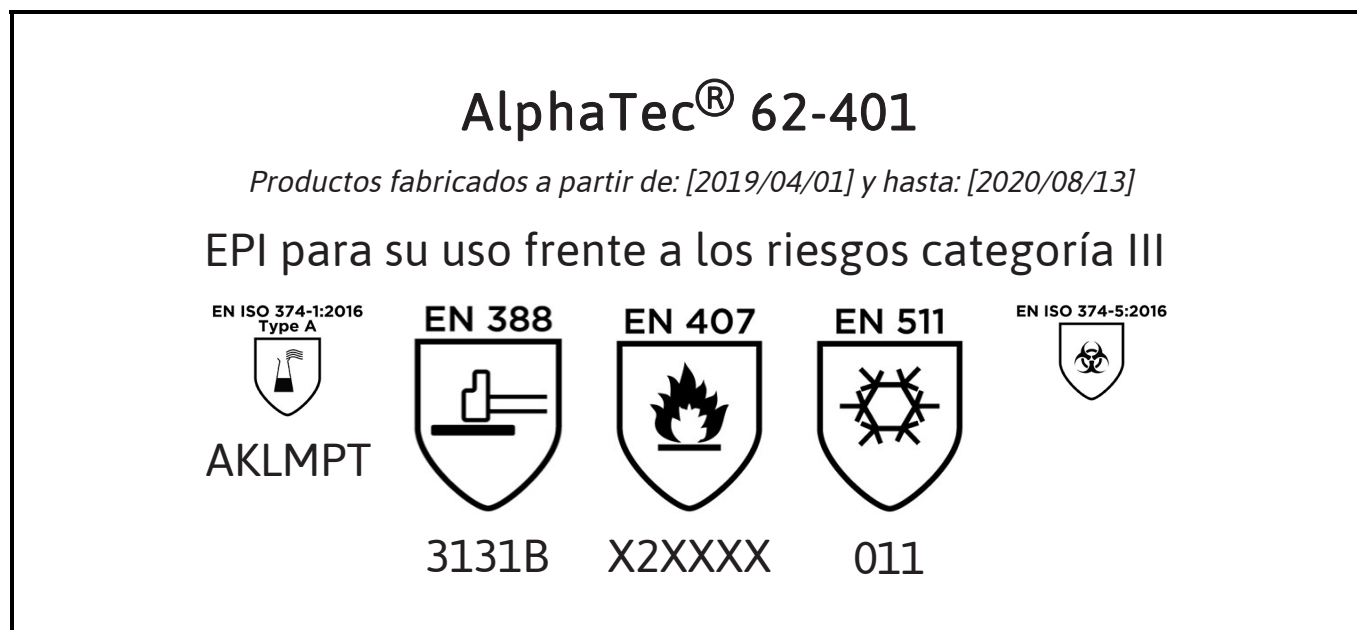 AlphaTec® 62-401
Productos fabricados a partir de: [2019/04/01] y hasta: [2020/08/13]
EPI para su uso frente a los riesgos categoría III
EN ISO 374-1:2016
Type A
AKLMPT
EN 388
3131B
EN 407
X2XXXX
EN 511
011
EN ISO 374-5:2016